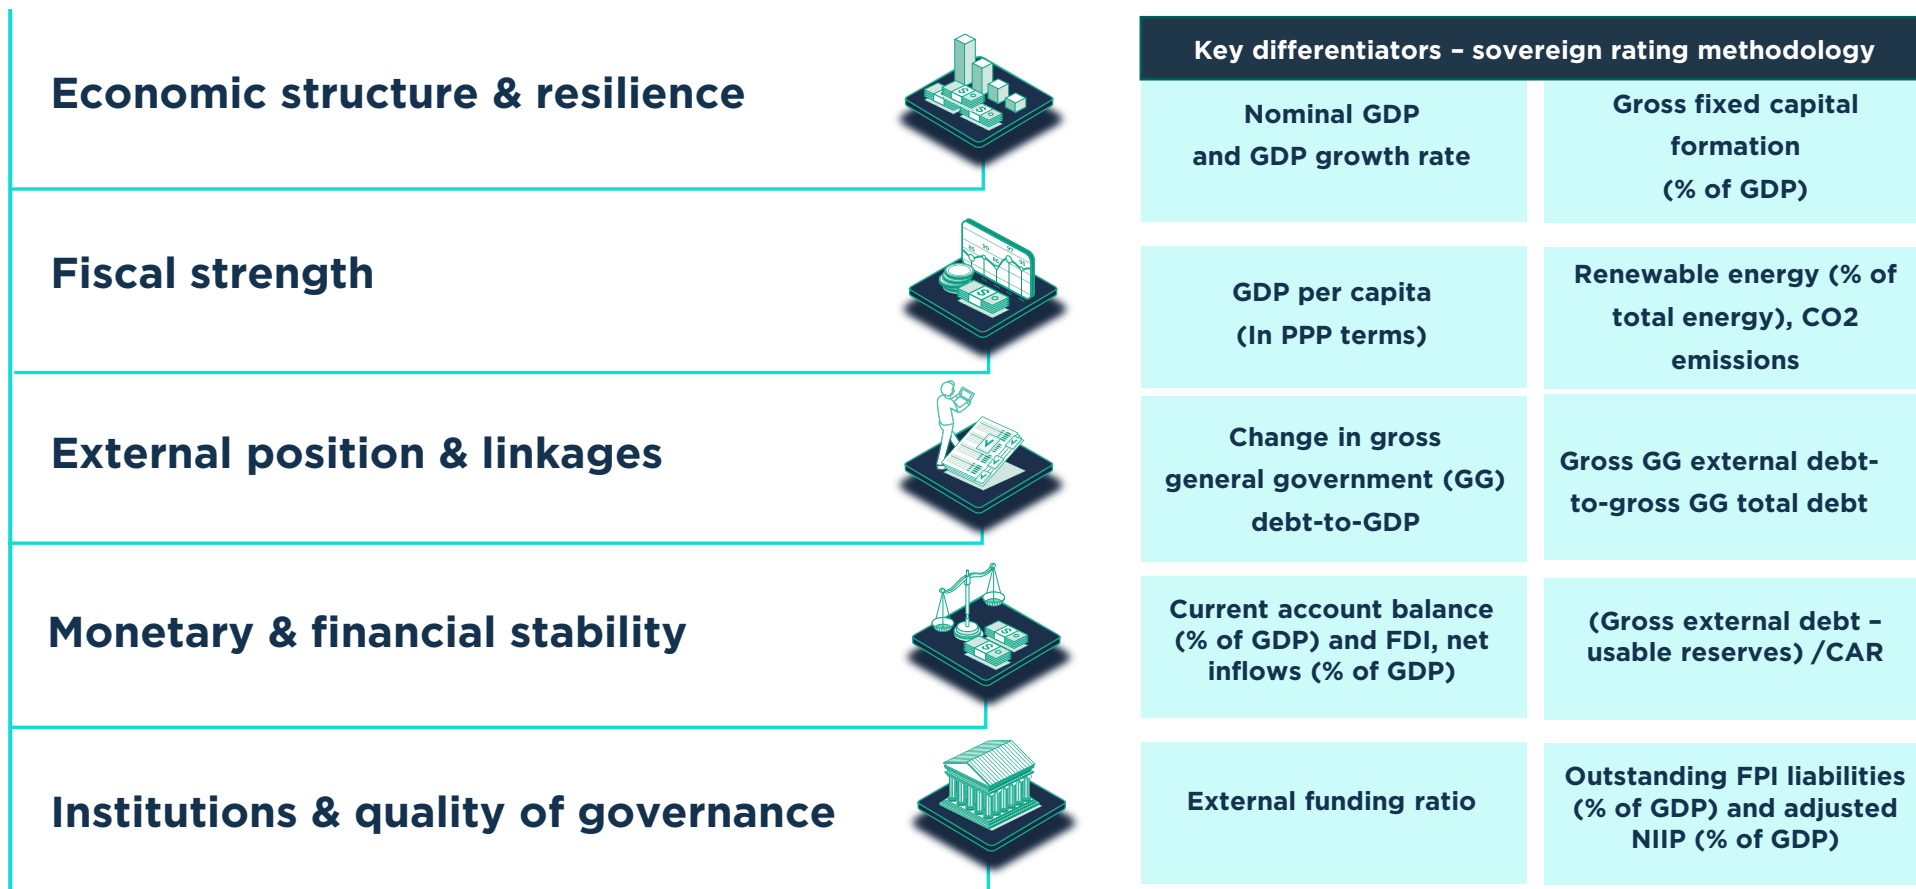 Economic structure & resilience
Fiscal strength
External position & linkages
Monetary & financial stability
Institutions & quality of governance
Key differentiators – sovereign rating methodology
Nominal GDP
and GDP growth rate
Gross fixed capital
formation
(% of GDP)
GDP per capita
(In PPP terms)
Renewable energy (% of
total energy), CO2
emissions
Change in gross
general government (GG)
debt-to-GDP
Gross GG external debt-
to-gross GG total debt
Current account balance
(% of GDP) and FDI, net
inflows (% of GDP)
(Gross external debt –
usable reserves) /CAR
External funding ratio
Outstanding FPI liabilities
(% of GDP) and adjusted
NIIP (% of GDP)